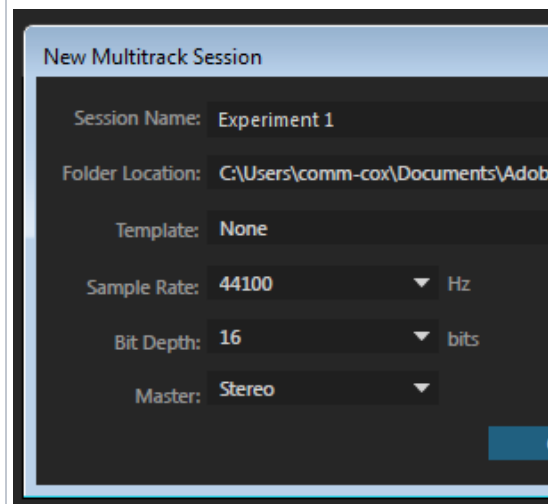 New Multitrack Session
Session Name: Experiment 1
Folder Location: C:\Users\comm-cox\Documents\Adob
Template: None
Sample Rate: 44100 Hz
Bit Depth: 16 bits
Master: Stereo